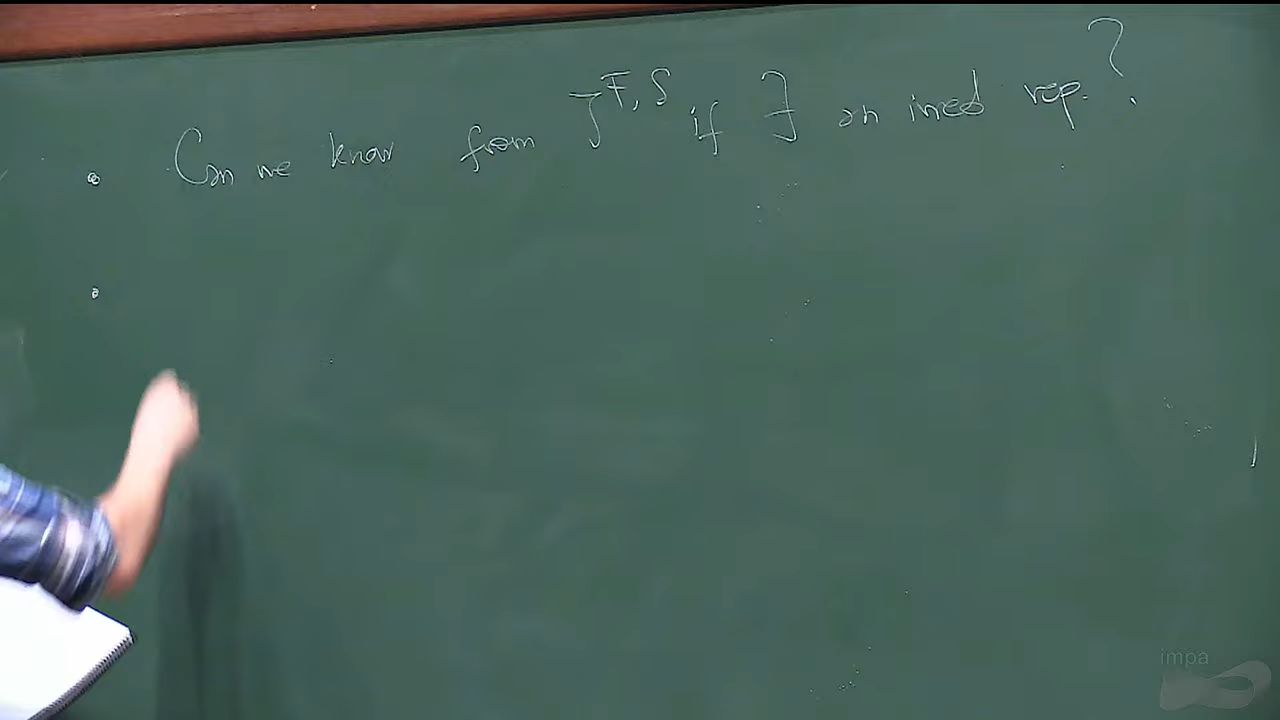 • Can we know from J^{F,S} if ∃ an irred rep.?
•
impa